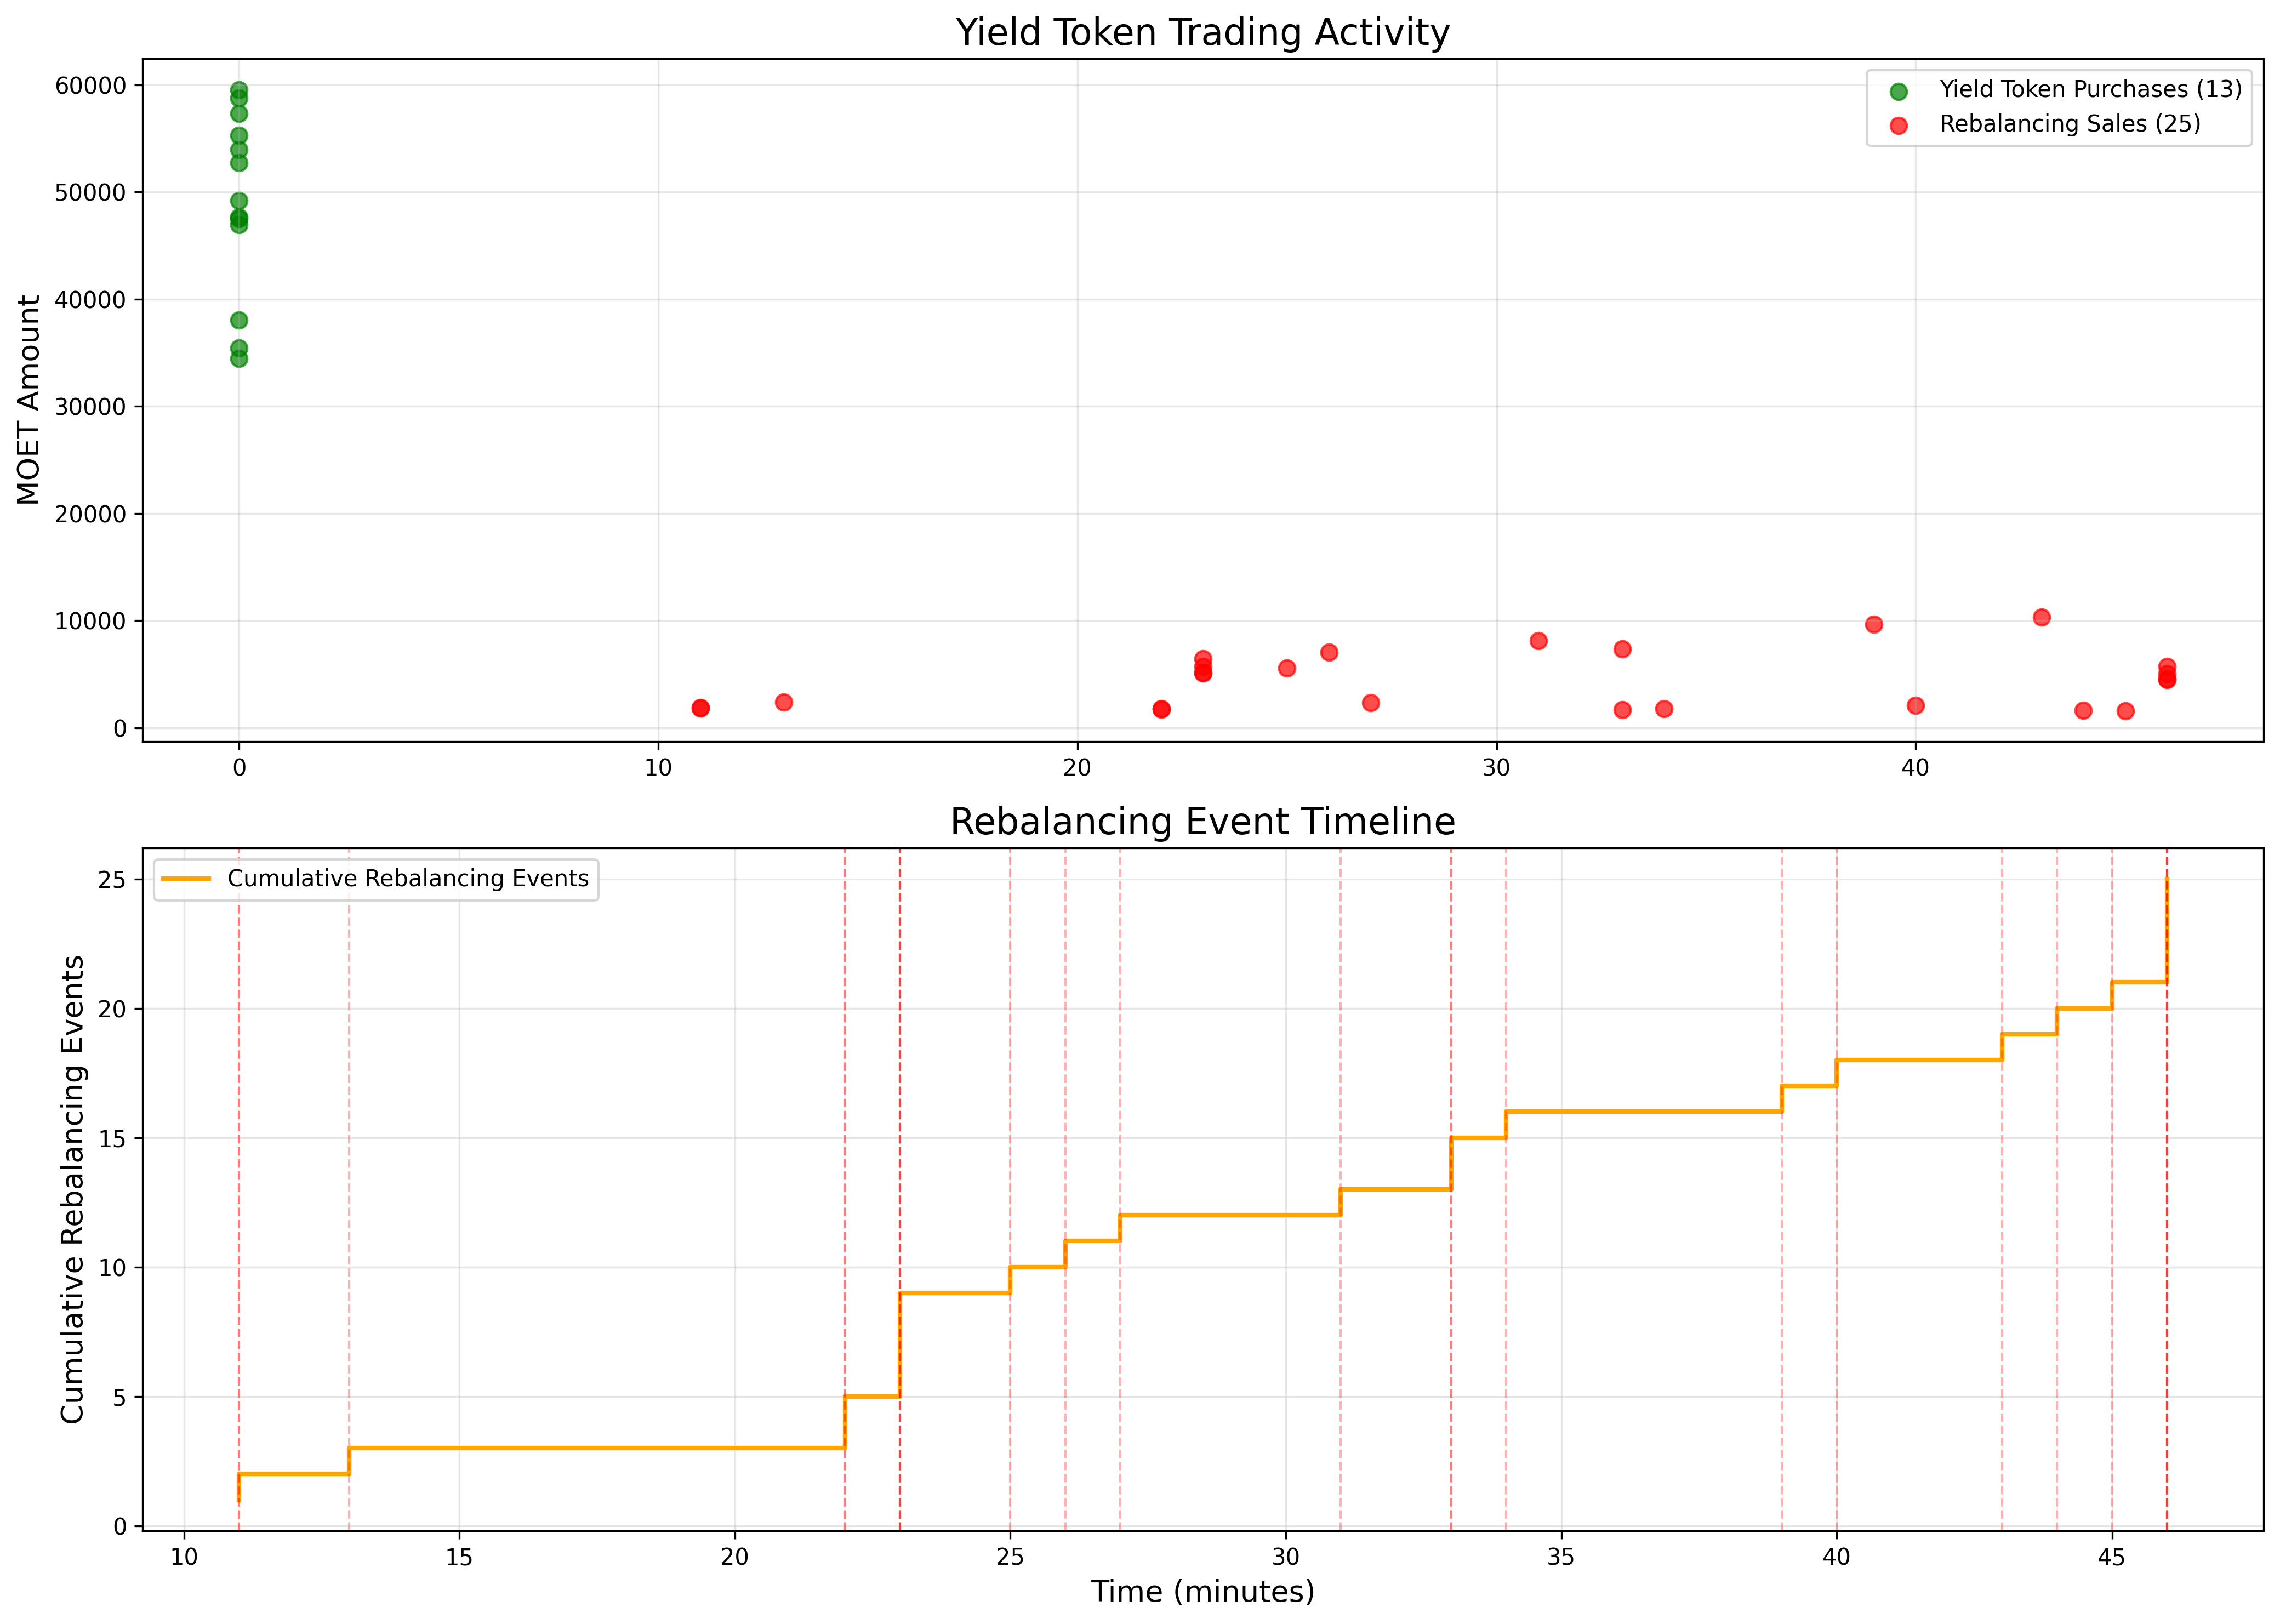 Yield Token Trading Activity
MOET Amount
60000
50000
40000
30000
20000
10000
0
Yield Token Purchases (13)
Rebalancing Sales (25)
0 10 20 30 40
Rebalancing Event Timeline
Cumulative Rebalancing Events
25
20
15
10
5
0
Cumulative Rebalancing Events
10 15 20 25 30 35 40 45
Time (minutes)